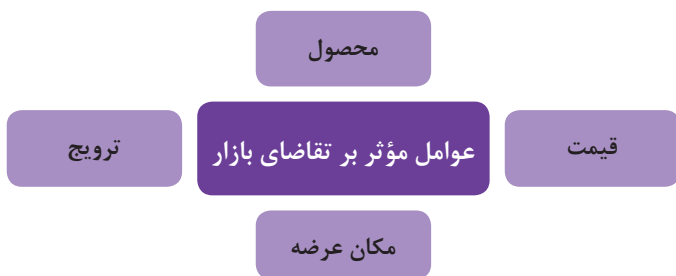 محصول
قیمت
عوامل مؤثر بر تقاضای بازار
ترویج
مکان عرضه